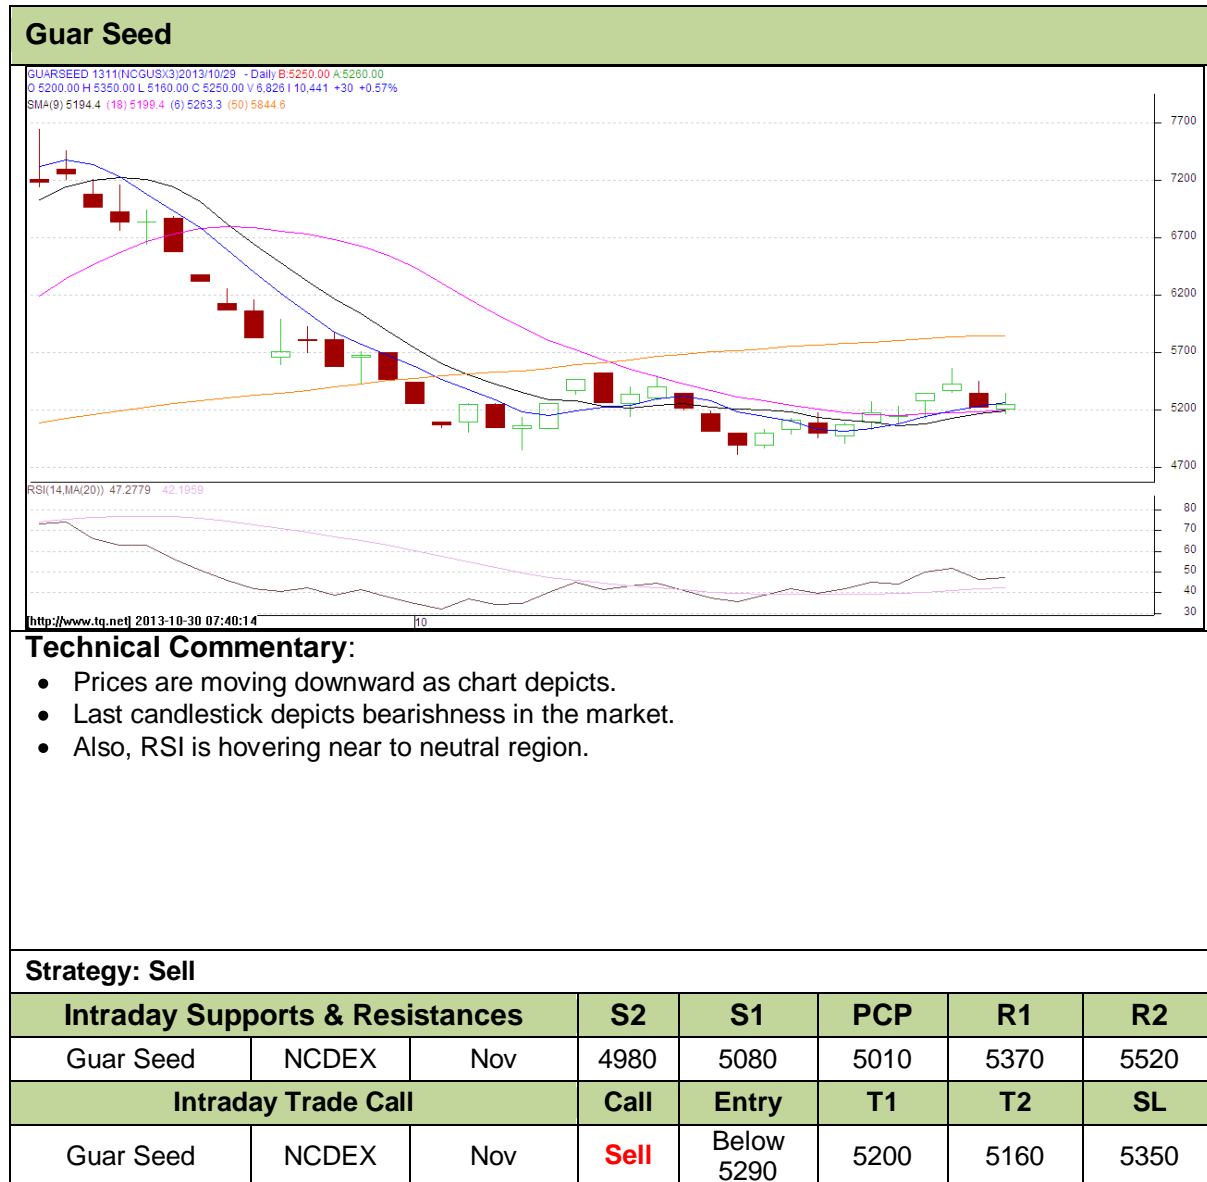 Guar Seed
GUARSEED 1311(NCGUSX3)2013/10/29 - Daily B:5250.00 A:5260.00
O 5200.00 H 5350.00 L 5160.00 C 5250.00 V 6,826 I 10,441 +30 +0.57%
SMA(9) 5194.4 (18) 5199.4 (6) 5263.3 (50) 5844.6
7700
7200
6700
6200
5700
5200
4700
RSI(14,MA(20)) 47.2779 42.1959
80
70
60
50
40
30
[http://www.tq.net] 2013-10-30 07:40:14
10
Technical Commentary:
• Prices are moving downward as chart depicts.
• Last candlestick depicts bearishness in the market.
• Also, RSI is hovering near to neutral region.
Strategy: Sell
Intraday Supports & Resistances S2 S1 PCP R1 R2
Guar Seed NCDEX Nov 4980 5080 5010 5370 5520
Intraday Trade Call Call Entry T1 T2 SL
Guar Seed NCDEX Nov Sell Below 5290 5200 5160 5350